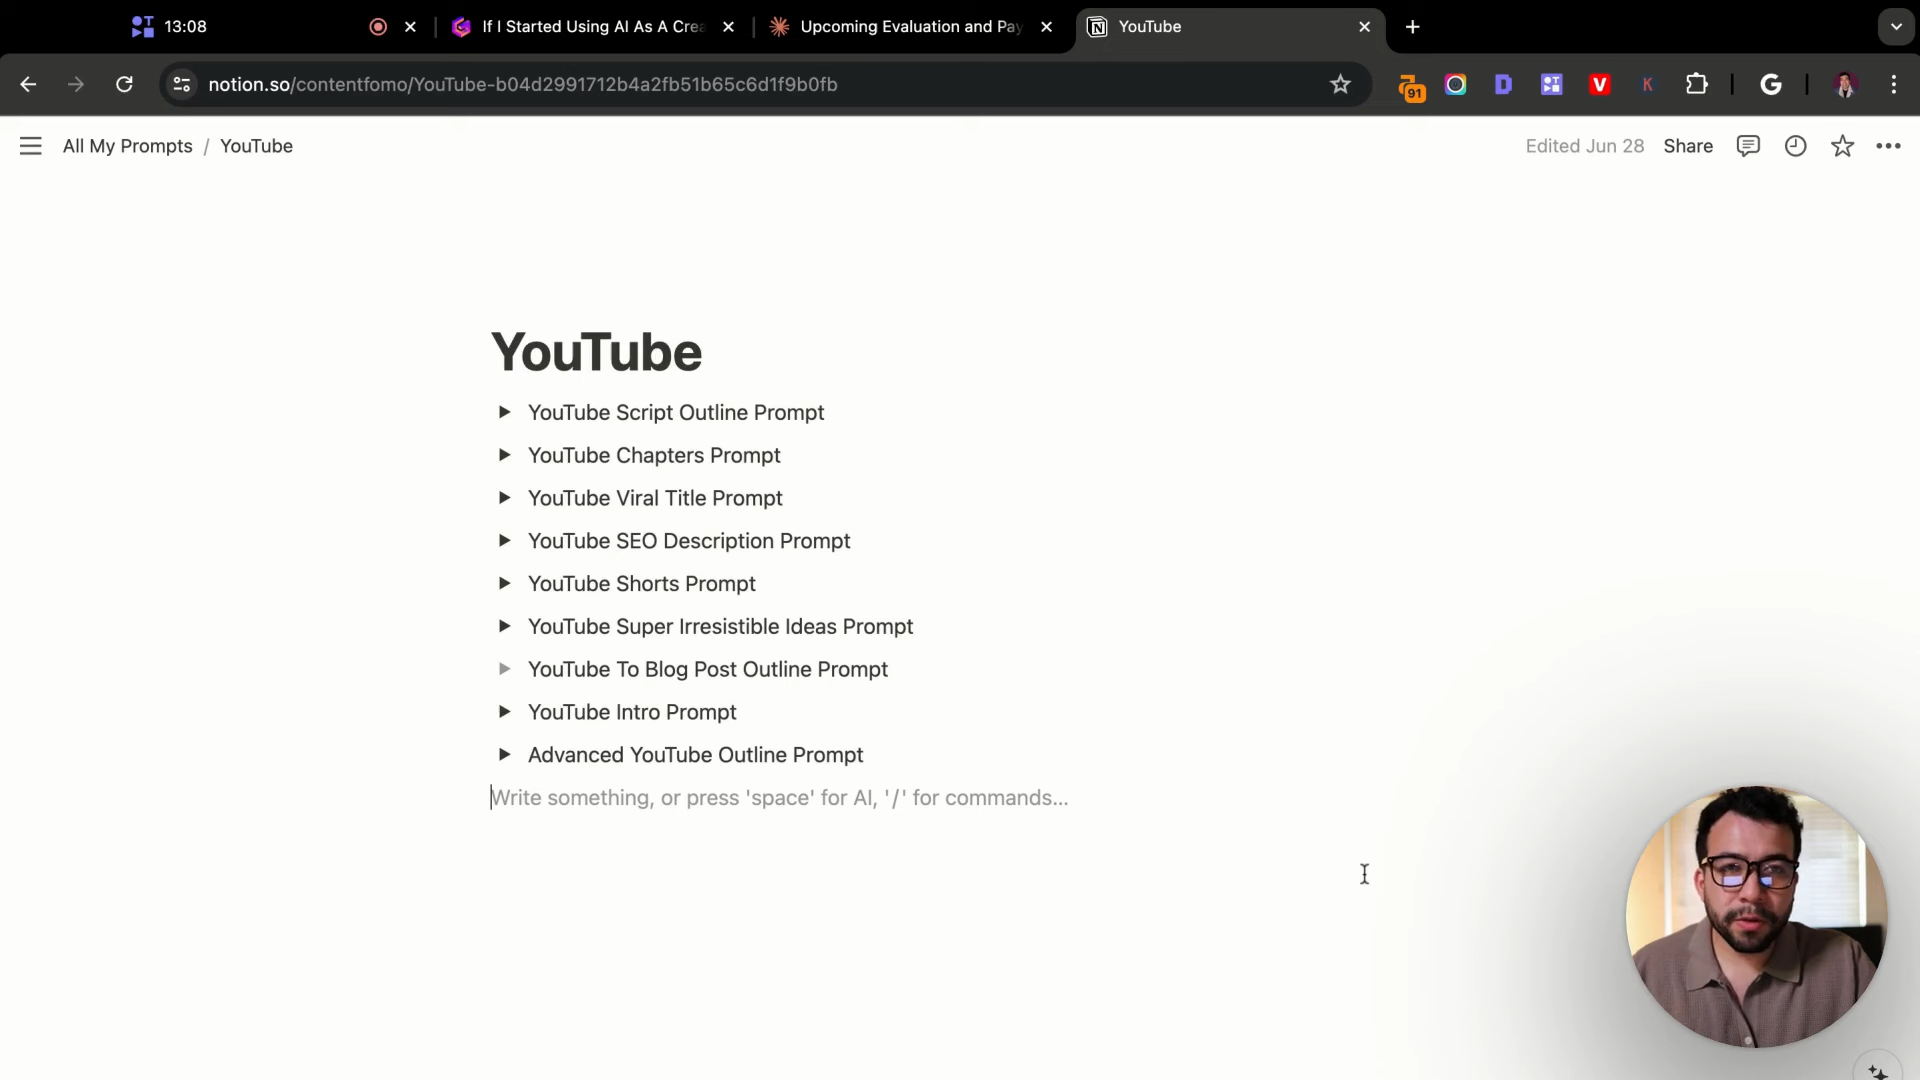 13:08
If I Started Using AI As A Crea
Upcoming Evaluation and Pay
YouTube
notion.so/contentfomo/YouTube-b04d2991712b4a2fb51b65c6d1f9b0fb
91
D
V
K
G
All My Prompts / YouTube
Edited Jun 28
Share
YouTube
YouTube Script Outline Prompt
YouTube Chapters Prompt
YouTube Viral Title Prompt
YouTube SEO Description Prompt
YouTube Shorts Prompt
YouTube Super Irresistible Ideas Prompt
YouTube To Blog Post Outline Prompt
YouTube Intro Prompt
Advanced YouTube Outline Prompt
Write something, or press 'space' for AI, '/' for commands...